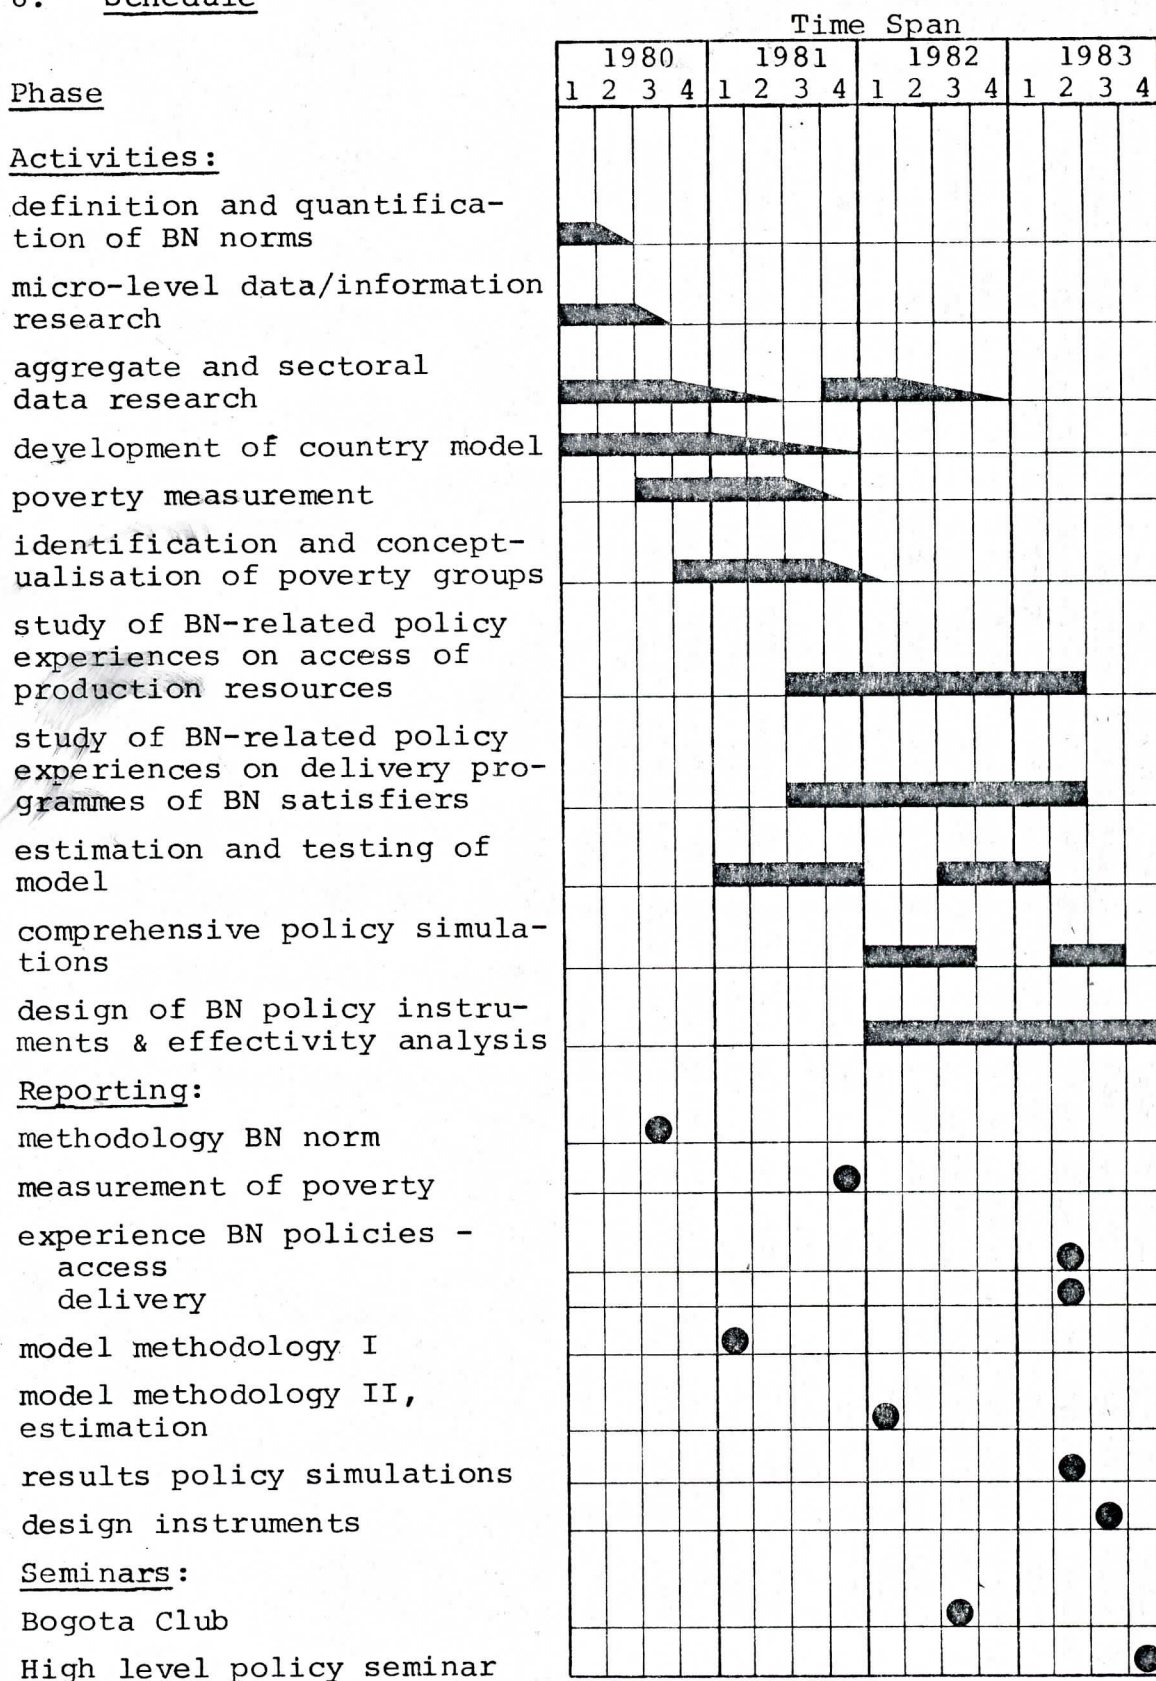 Schedule
Time Span
1980 1981 1982 1983
Phase 1 2 3 4 1 2 3 4 1 2 3 4 1 2 3 4
Activities:
definition and quantifica-
tion of BN norms
micro-level data/information
research
aggregate and sectoral
data research
development of country model
poverty measurement
identification and concept-
ualisation of poverty groups
study of BN-related policy
experiences on access of
production resources
study of BN-related policy
experiences on delivery pro-
grammes of BN satisfiers
estimation and testing of
model
comprehensive policy simula-
tions
design of BN policy instru-
ments & effectivity analysis
Reporting:
methodology BN norm
measurement of poverty
experience BN policies -
access
delivery
model methodology I
model methodology II,
estimation
results policy simulations
design instruments
Seminars:
Bogota Club
High level policy seminar